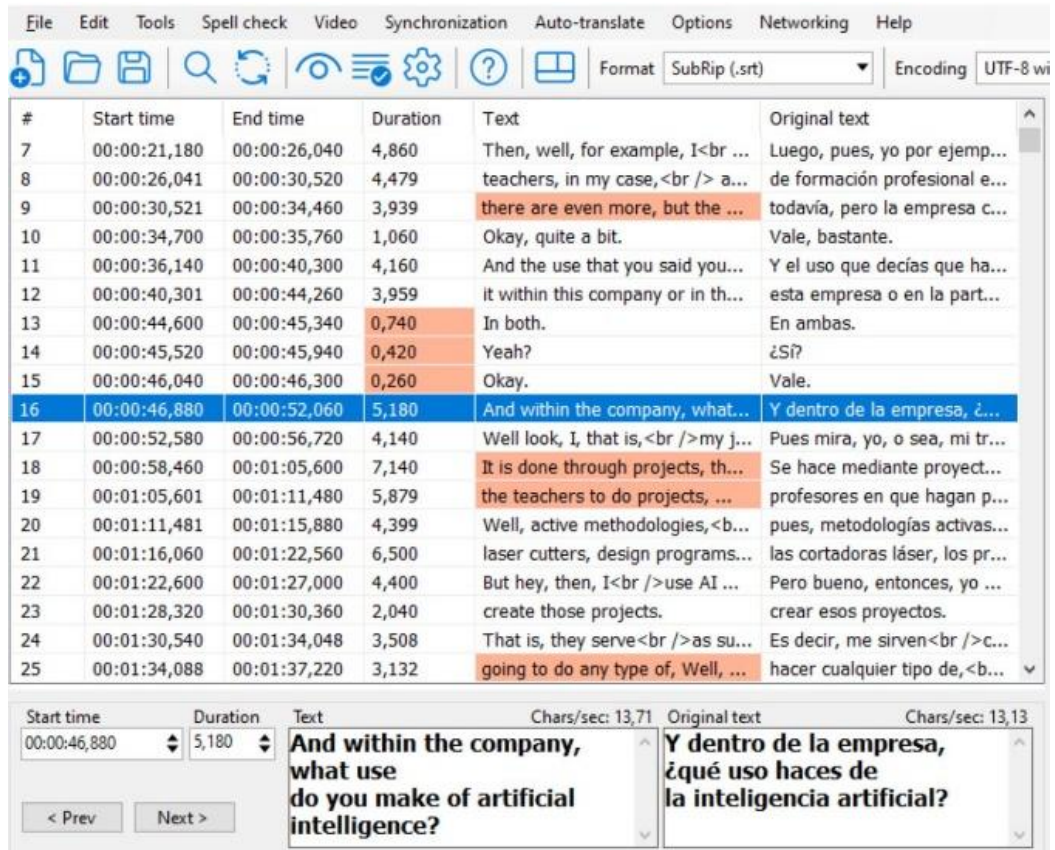 File Edit Tools Spell check Video Synchronization Auto-translate Options Networking Help
Format SubRip (.srt) Encoding UTF-8 wi
# Start time End time Duration Text Original text
7 00:00:21,180 00:00:26,040 4,860 Then, well, for example, I<br ... Luego, pues, yo por ejemp...
8 00:00:26,041 00:00:30,520 4,479 teachers, in my case,<br /> a... de formación profesional e...
9 00:00:30,521 00:00:34,460 3,939 there are even more, but the ... todavía, pero la empresa c...
10 00:00:34,700 00:00:35,760 1,060 Okay, quite a bit. Vale, bastante.
11 00:00:36,140 00:00:40,300 4,160 And the use that you said you... Y el uso que decías que ha...
12 00:00:40,301 00:00:44,260 3,959 it within this company or in th... esta empresa o en la part...
13 00:00:44,600 00:00:45,340 0,740 In both. En ambas.
14 00:00:45,520 00:00:45,940 0,420 Yeah? ¿Sí?
15 00:00:46,040 00:00:46,300 0,260 Okay. Vale.
16 00:00:46,880 00:00:52,060 5,180 And within the company, what... Y dentro de la empresa, ¿...
17 00:00:52,580 00:00:56,720 4,140 Well look, I, that is,<br />my j... Pues mira, yo, o sea, mi tr...
18 00:00:58,460 00:01:05,600 7,140 It is done through projects, th... Se hace mediante proyect...
19 00:01:05,601 00:01:11,480 5,879 the teachers to do projects, ... profesores en que hagan p...
20 00:01:11,481 00:01:15,880 4,399 Well, active methodologies,<b... pues, metodologías activas...
21 00:01:16,060 00:01:22,560 6,500 laser cutters, design programs... las cortadoras láser, los pr...
22 00:01:22,600 00:01:27,000 4,400 But hey, then, I<br />use AI ... Pero bueno, entonces, yo ...
23 00:01:28,320 00:01:30,360 2,040 create those projects. crear esos proyectos.
24 00:01:30,540 00:01:34,048 3,508 That is, they serve<br />as su... Es decir, me sirven<br />c...
25 00:01:34,088 00:01:37,220 3,132 going to do any type of, Well, ... hacer cualquier tipo de,<b...
Start time Duration Text Chars/sec: 13,71 Original text Chars/sec: 13,13
00:00:46,880 5,180
And within the company,
what use
do you make of artificial
intelligence?
Y dentro de la empresa,
¿qué uso haces de
la inteligencia artificial?
< Prev Next >